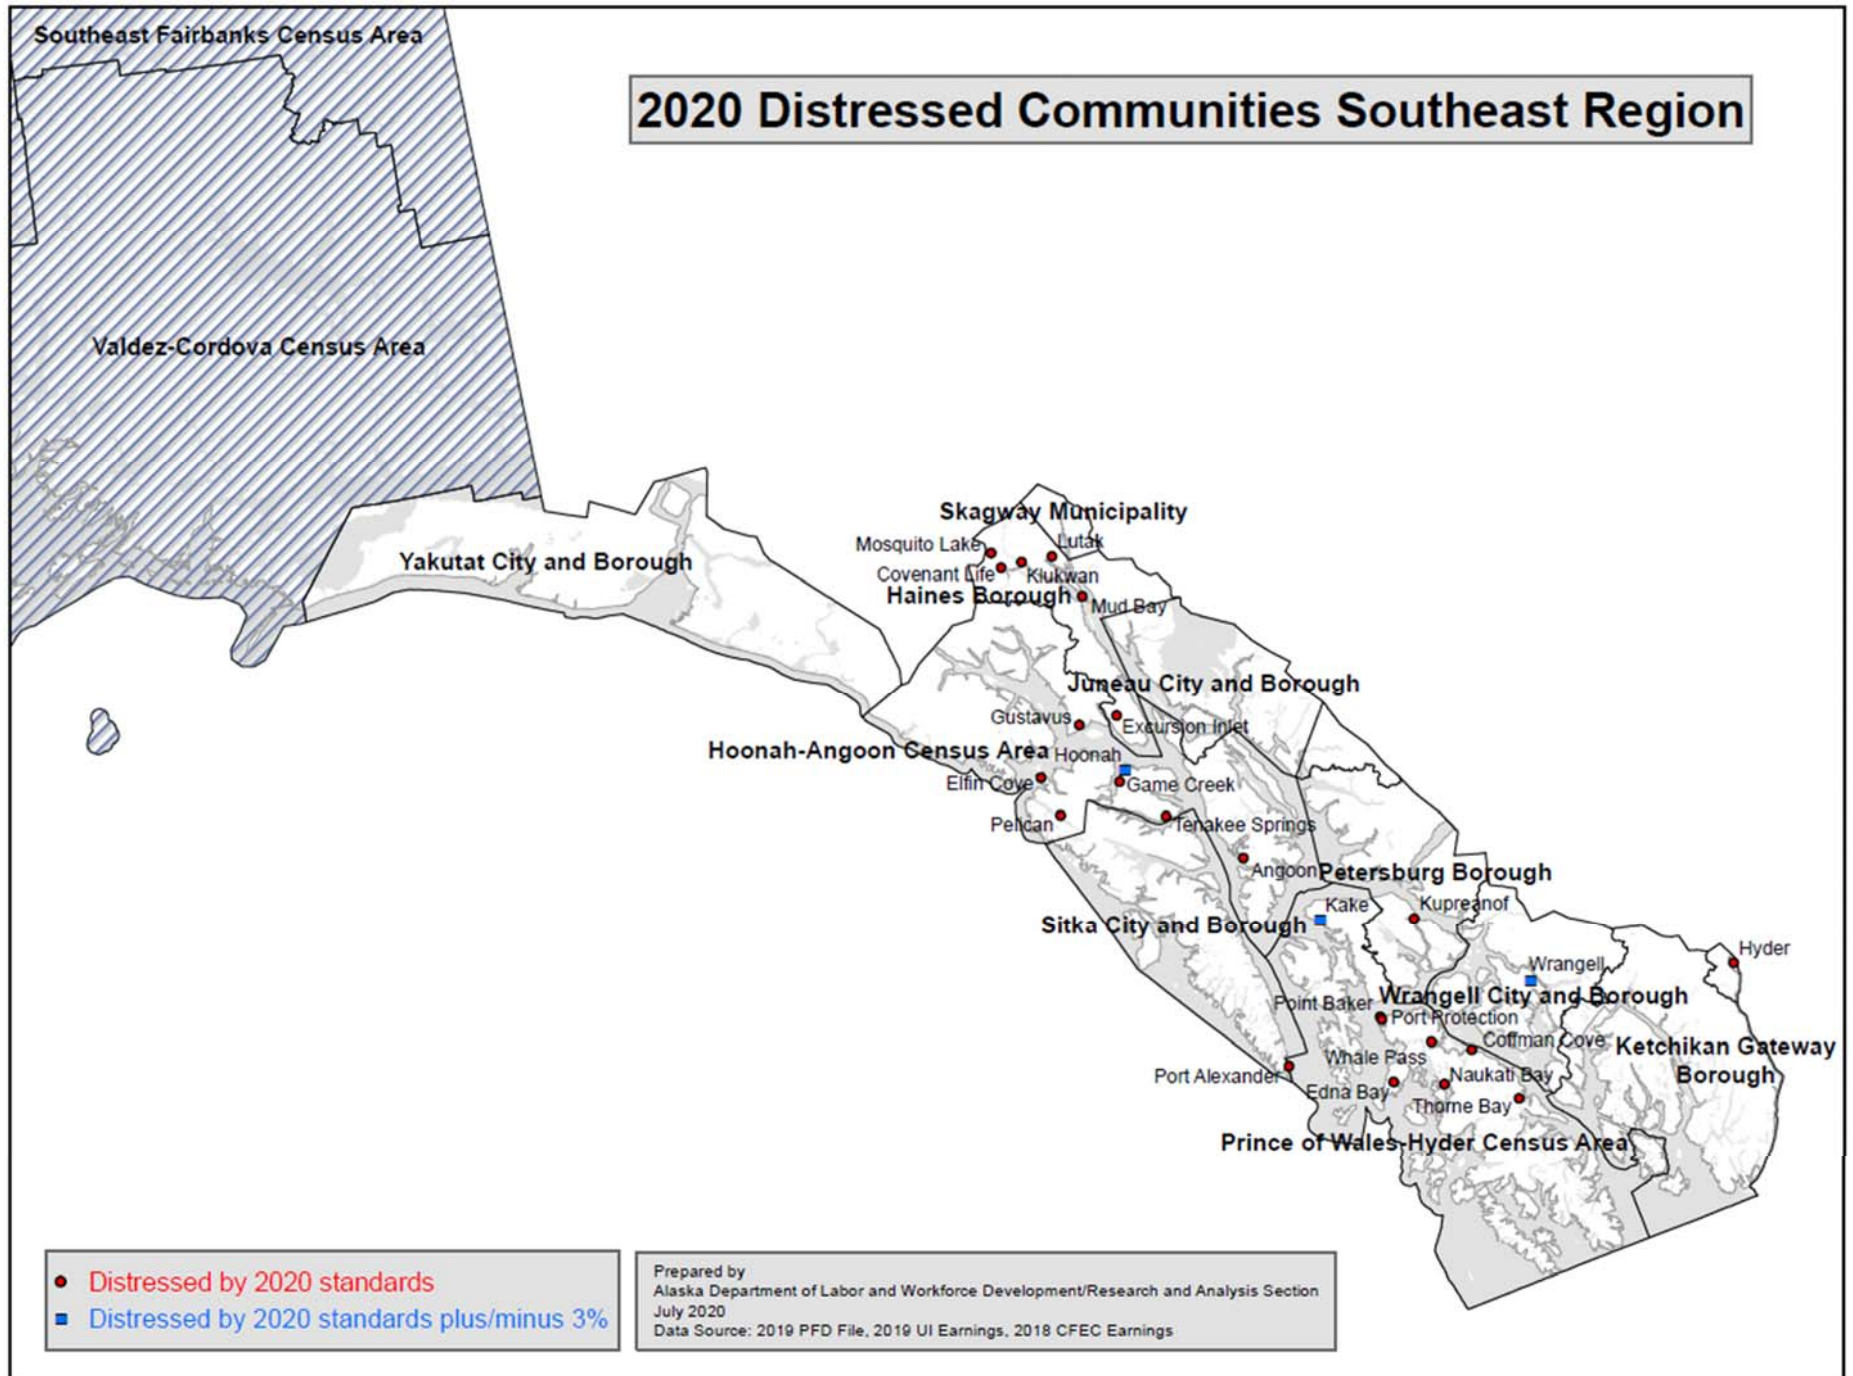 Southeast Fairbanks Census Area
2020 Distressed Communities Southeast Region
Valdez-Cordova Census Area
Skagway Municipality
Mosquito Lake
Lutak
Yakutat City and Borough
Covenant Life
Klukwan
Haines Borough
Mud Bay
Juneau City and Borough
Gustavus
Excursion Inlet
Hoonah-Angoon Census Area
Hoonah
Elfin Cove
Game Creek
Pelican
Tenakee Springs
Angoon
Petersburg Borough
Kake
Kupreanof
Sitka City and Borough
Hyder
Wrangell
Point Baker
Wrangell City and Borough
Port Protection
Coffman Cove
Ketchikan Gateway
Borough
Whale Pass
Port Alexander
Naukati Bay
Edna Bay
Thorne Bay
Prince of Wales-Hyder Census Area
Distressed by 2020 standards
Distressed by 2020 standards plus/minus 3%
Prepared by
Alaska Department of Labor and Workforce Development/Research and Analysis Section
July 2020
Data Source: 2019 PFD File, 2019 UI Earnings, 2018 CFEC Earnings